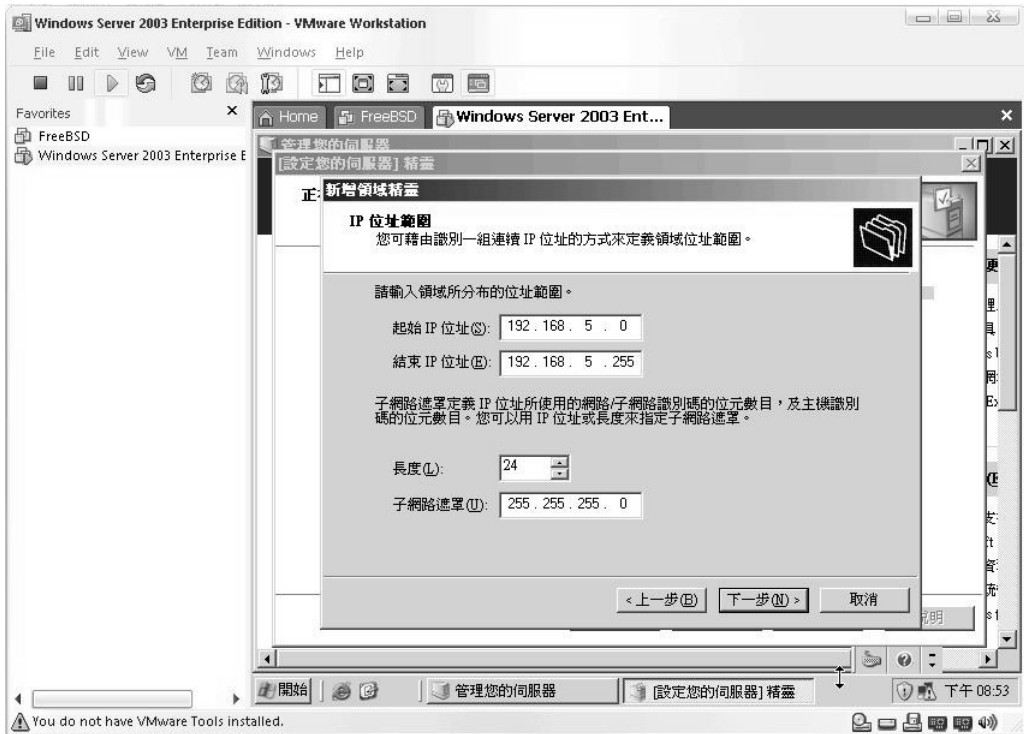 Windows Server 2003 Enterprise Edition - VMware Workstation
File Edit View VM Team Windows Help
Favorites
FreeBSD
Windows Server 2003 Enterprise E
Home
FreeBSD
Windows Server 2003 Ent...
管理您的伺服器
[設定您的伺服器] 精靈
新增領域精靈
IP 位址範圍
您可藉由識別一組連續 IP 位址的方式來定義領域位址範圍。
請輸入領域所分布的位址範圍。
起始 IP 位址(S): 192 . 168 . 5 . 0
結束 IP 位址(E): 192 . 168 . 5 . 255
子網路遮罩定義 IP 位址所使用的網路/子網路識別碼的位元數目，及主機識別
碼的位元數目。您可以用 IP 位址或長度來指定子網路遮罩。
長度(L): 24
子網路遮罩(U): 255 . 255 . 255 . 0
<上一步(B) 下一步(N) > 取消
說明
開始
管理您的伺服器
[設定您的伺服器] 精靈
下午 08:53
You do not have VMware Tools installed.